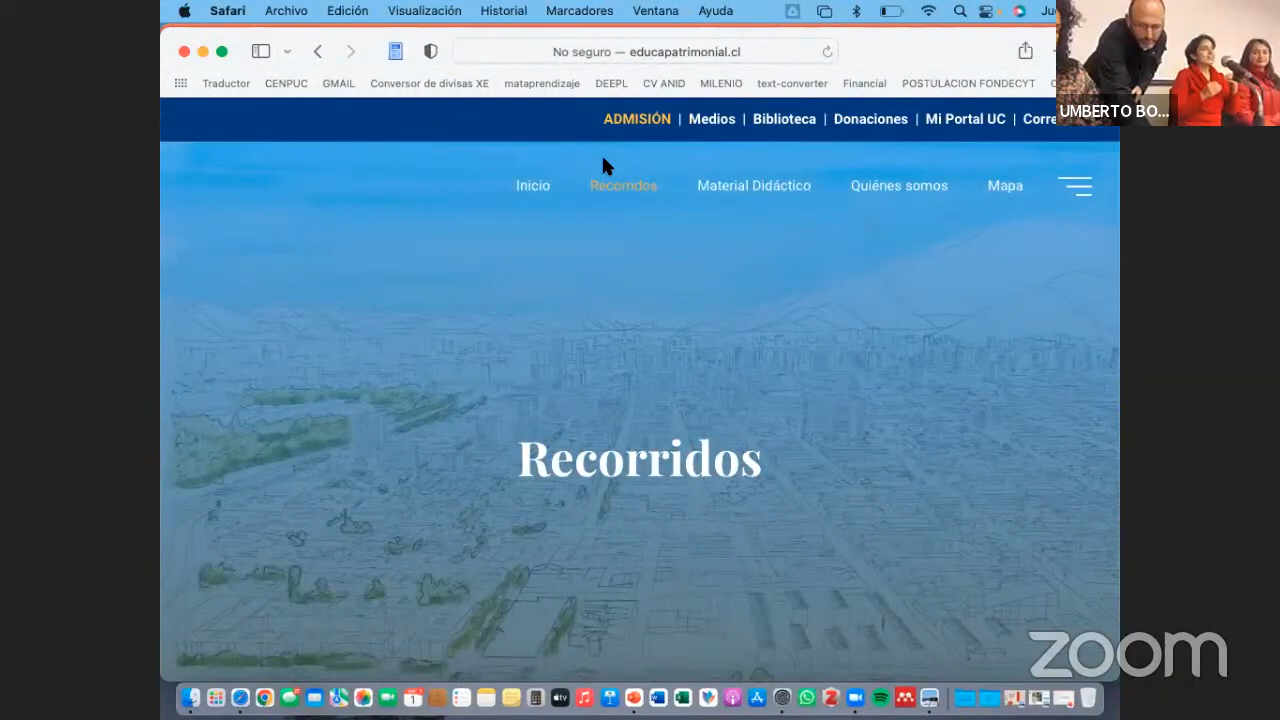 Safari Archivo Edición Visualización Historial Marcadores Ventana Ayuda
No seguro — educapatrimonial.cl
Traductor CENPUC GMAIL Conversor de divisas XE mataprendizaje DEEPL CV ANID MILENIO text-converter Financial POSTULACION FONDECYT
UMBERTO BO...
ADMISIÓN | Medios | Biblioteca | Donaciones | Mi Portal UC | Corre
Inicio Recorridos Material Didáctico Quiénes somos Mapa
Recorridos
zoom